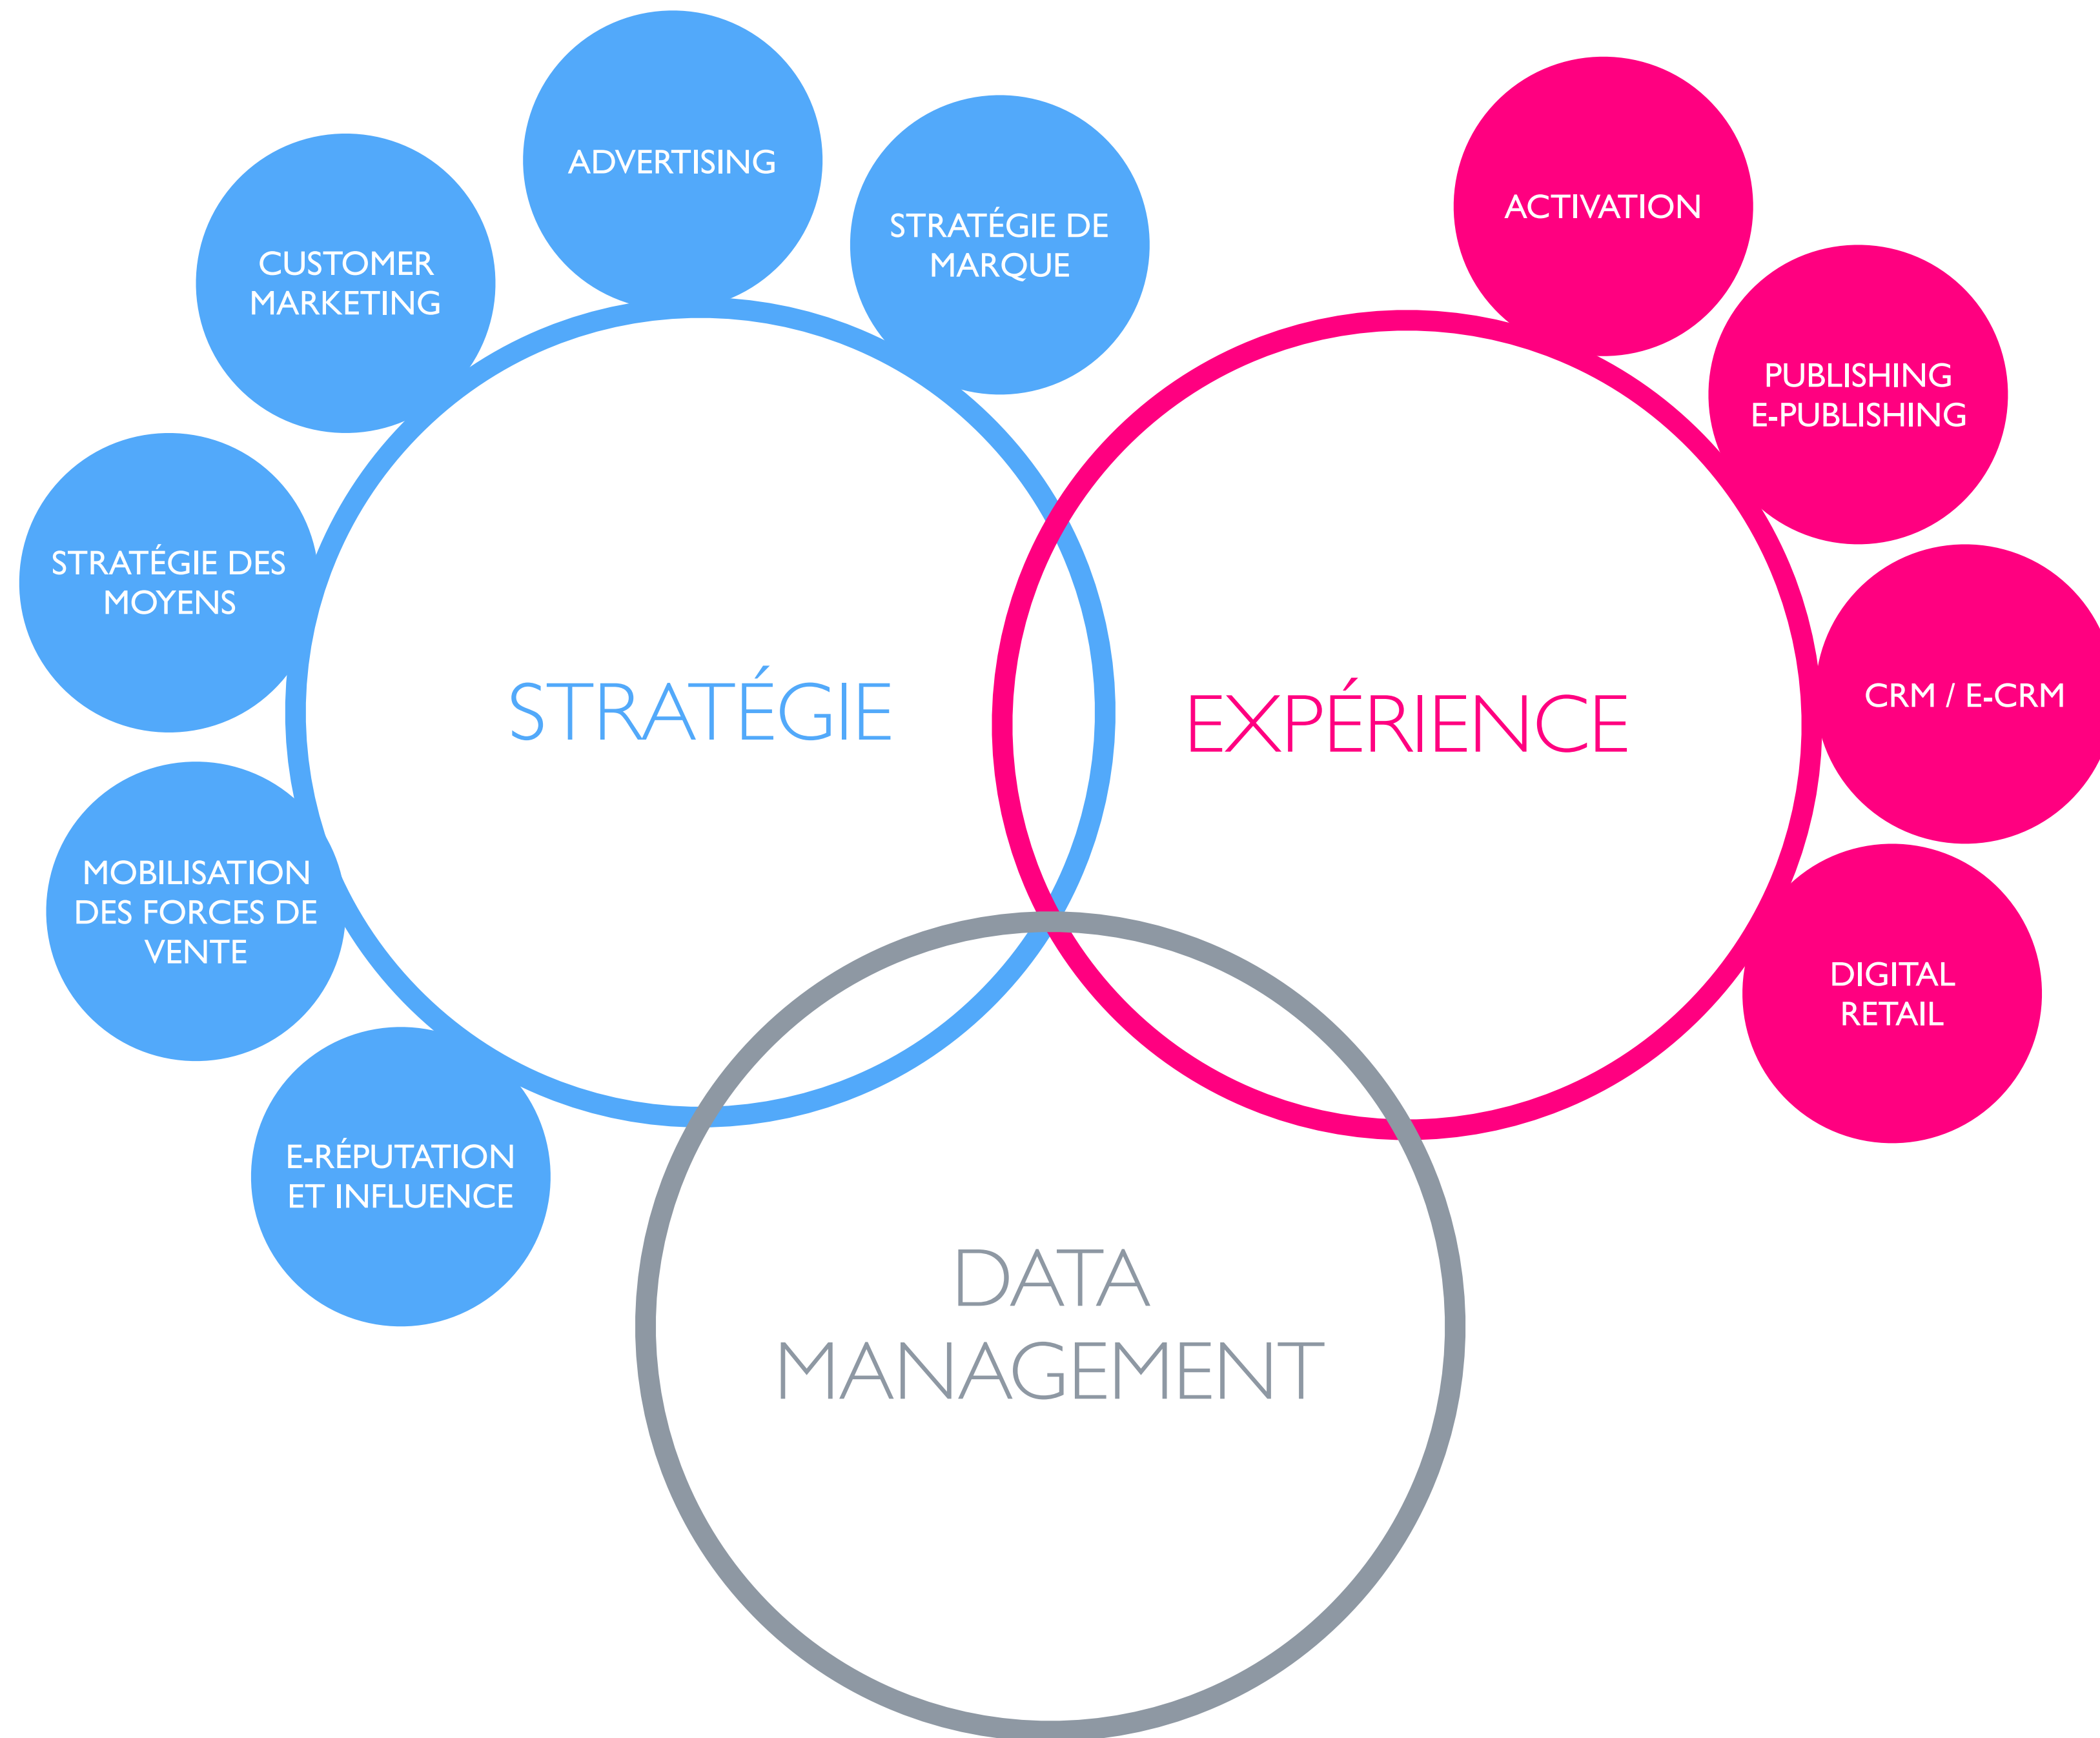 ADVERTISING
STRATÉGIE DE
MARQUE
CUSTOMER
MARKETING
STRATÉGIE DES
MOYENS
MOBILISATION
DES FORCES DE
VENTE
E-RÉPUTATION
ET INFLUENCE
STRATÉGIE
ACTIVATION
PUBLISHING
E-PUBLISHING
CRM / E-CRM
DIGITAL
RETAIL
EXPÉRIENCE
DATA
MANAGEMENT